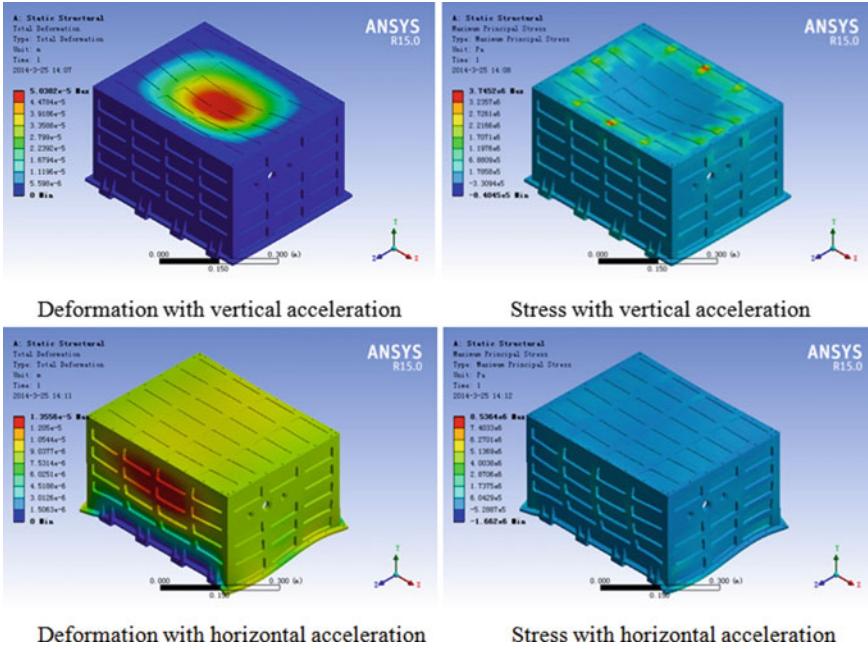 A: Static Structural
Total Deformation
Type: Total Deformation
Unit: m
Time: 1
2014-3-25 14:07
ANSYS
R15.0
5.0382e-5 Max
4.4784e-5
3.9186e-5
3.3588e-5
2.799e-5
2.2392e-5
1.6794e-5
1.1196e-5
5.598e-6
0 Min
0.000
0.300 (m)
0.150
Y
Z
X
A: Static Structural
Maximum Principal Stress
Type: Maximum Principal Stress
Unit: Pa
Time: 1
2014-3-25 14:08
ANSYS
R15.0
3.7452e6 Max
3.2357e6
2.7261e6
2.2166e6
1.7071e6
1.1976e6
6.8809e5
1.7858e5
-3.3094e5
-8.4045e5 Min
0.000
0.300 (m)
0.150
Y
Z
X
Deformation with vertical acceleration
Stress with vertical acceleration
A: Static Structural
Total Deformation
Type: Total Deformation
Unit: m
Time: 1
2014-3-25 14:11
ANSYS
R15.0
1.3556e-5 Max
1.205e-5
1.0544e-5
9.0377e-6
7.5314e-6
6.0251e-6
4.5188e-6
3.0126e-6
1.5063e-6
0 Min
0.000
0.300 (m)
0.150
Y
Z
X
A: Static Structural
Maximum Principal Stress
Type: Maximum Principal Stress
Unit: Pa
Time: 1
2014-3-25 14:12
ANSYS
R15.0
8.5364e6 Max
7.4033e6
6.2701e6
5.1369e6
4.0038e6
2.8706e6
1.7375e6
6.0429e5
-5.2887e5
-1.662e6 Min
0.000
0.300 (m)
0.150
Y
Z
X
Deformation with horizontal acceleration
Stress with horizontal acceleration